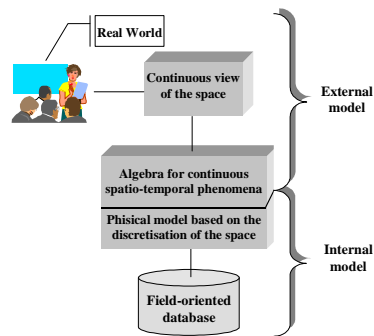 Real World
Continuous view
of the space
External
model
Algebra for continuous
spatio-temporal phenomena
Phisical model based on the
discretisation of the space
Internal
model
Field-oriented
database